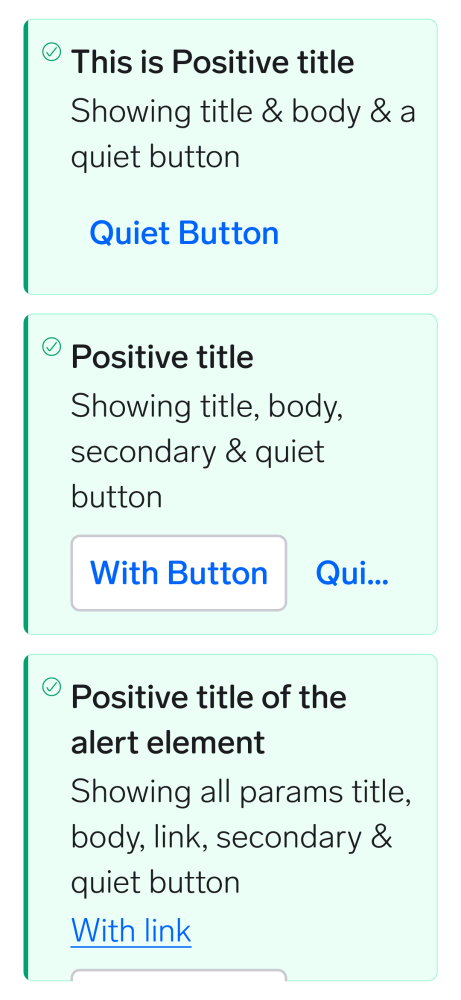 This is Positive title
Showing title & body & a
quiet button
Quiet Button
Positive title
Showing title, body,
secondary & quiet
button
With Button Qui...
Positive title of the
alert element
Showing all params title,
body, link, secondary &
quiet button
With link